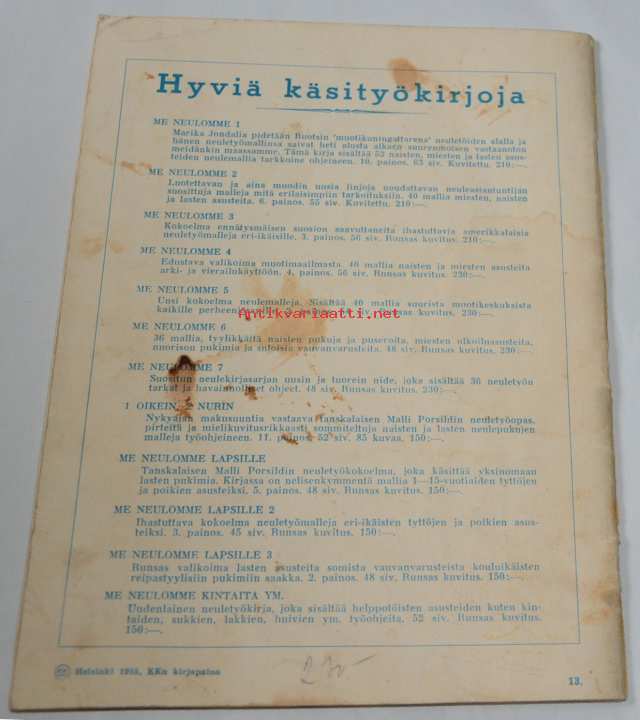 Hyviä käsityökirjoja
ME NEULOMME 1
Marika Jondalia pidetään Ruotsin 'muotikuningattarena' neuletöiden alalla ja
hänen neuletyömallinsa saivat heti alusta alkaen suurenmoisen vastaanoton
meidänkin maassamme. Tämä kirja sisältää 52 naisten, miesten ja lasten asus-
teiden neulemallia tarkkoine ohjeineen. 10. painos. 63 siv. Kuvitettu. 210:—.
ME NEULOMME 2
Luotettavan ja aina muodin uusia linjoja noudattavan neuleasiantuntijan
suosittuja malleja mitä erilaisimpiin tarkoituksiin. 40 mallia miesten, naisten
ja lasten asusteita. 6. painos. 55 siv. Kuvitettu. 210:—.
ME NEULOMME 3
Kokoelma ennätysmäisen suosion saavuttaneita ihastuttavia amerikkalaisia
neuletyömalleja eri-ikäisille. 3. painos. 56 siv. Runsas kuvitus. 210:—.
ME NEULOMME 4
Edustava valikoima muotimaailmasta. 40 mallia naisten ja miesten asusteita
arki- ja vierailukäyttöön. 4. painos. 56 siv. Runsas kuvitus. 230:—.
ME NEULOMME 5
Uusi kokoelma neulemalleja. Sisältää 40 mallia suurista muotikeskuksista
kaikille perheen siv. Runsas kuvitus. 230:—.
antikvariaatti.net
ME NEULOMME 6
36 mallia, tyylikkäitä naisten pukuja ja puseroita, miesten ulkoiluasusteita,
nuorison pukimia ja suloisia vauvanvarusteita. 48 siv. Runsas kuvitus. 230:—.
ME NEULOMME 7
Suositun neulekirjasarjan uusin ja tuorein nide, joka sisältää 36 neuletyön
tarkat ja havainnolliset ohjeet. 48 siv. Runsas kuvitus. 230:—.
1 OIKEIN, NURIN
Nykyajan makusuuntia vastaava tanskalaisen Malli Porsildin neuletyöopas,
pirteitä ja mielikuvitusrikkaasti sommiteltuja naisten ja lasten neulepukujen
malleja työohjeineen. 11. painos. 52 siv. 85 kuvaa. 150:—.
ME NEULOMME LAPSILLE
Tanskalaisen Malli Porsildin neuletyökokoelma, joka käsittää yksinomaan
lasten pukimia. Kirjassa on nelisenkymmentä mallia 1—15-vuotiaiden tyttöjen
ja poikien asusteiksi. 5. painos. 48 siv. Runsas kuvitus. 150:—.
ME NEULOMME LAPSILLE 2
Ihastuttava kokoelma neuletyömalleja eri-ikäisten tyttöjen ja poikien asus-
teiksi. 3. painos. 45 siv. Runsas kuvitus. 150:—.
ME NEULOMME LAPSILLE 3
Runsas valikoima lasten asusteita somista vauvanvarusteista kouluikäisten
reipastyylisiin pukimiin saakka. 2. painos. 48 siv. Runsas kuvitus. 150:—.
ME NEULOMME KINTAITA YM.
Uudenlainen neuletyökirja, joka sisältää helppotöisten asusteiden kuten kin-
taiden, sukkien, lakkien, huivien ym. työohjeita. 52 siv. Runsas kuvitus.
150:—.
Helsinki 1955, KKn kirjapaino
230—
13.